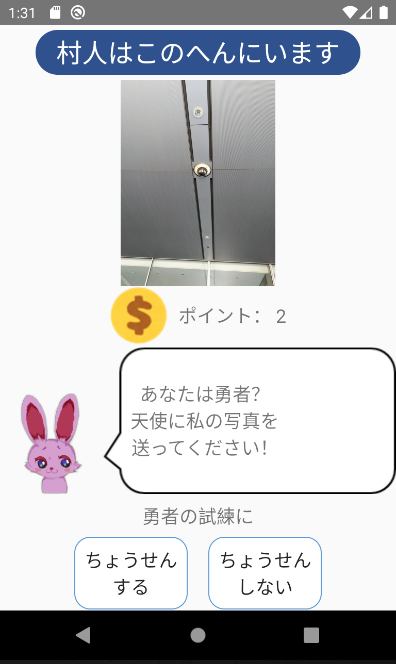 1:31
村人はこのへんにいます
ポイント： 2
あなたは勇者？
天使に私の写真を
送ってください！
勇者の試練に
ちょうせん
する
ちょうせん
しない